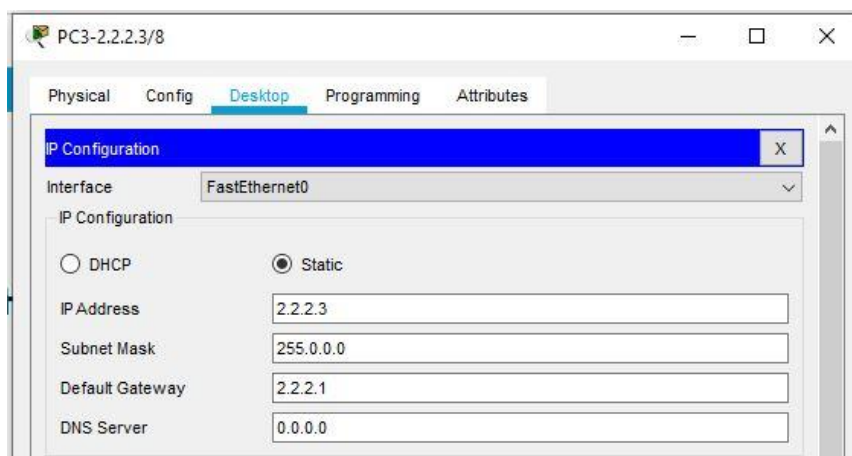 PC3-2.2.2.3/8
Physical Config Desktop Programming Attributes
IP Configuration X
Interface FastEthernet0
IP Configuration
DHCP Static
IP Address 2.2.2.3
Subnet Mask 255.0.0.0
Default Gateway 2.2.2.1
DNS Server 0.0.0.0